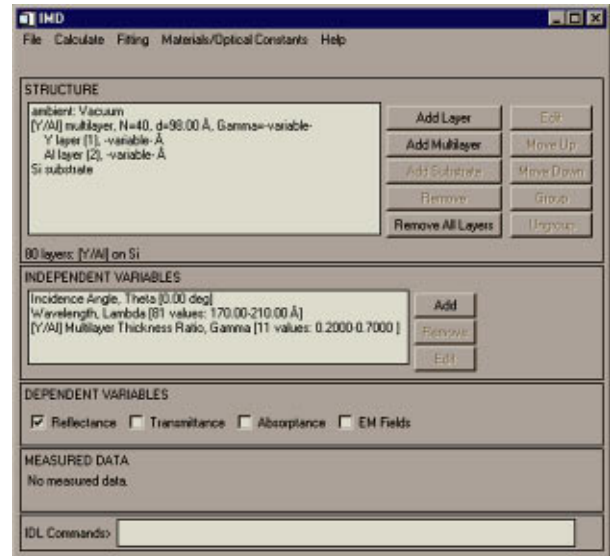 IMD
File Calculate Fitting Materials/Optical Constants Help
STRUCTURE
ambient: Vacuum
[Y/Al] multilayer, N=40, d=98.00 Å, Gamma=-variable-
Y layer (1), -variable- Å
Al layer (2), -variable- Å
Si substrate
Add Layer Edit
Add Multilayer Move Up
Add Substrate Move Down
Remove Group
Remove All Layers Ungroup
80 layers: [Y/Al] on Si
INDEPENDENT VARIABLES
Incidence Angle, Theta [0.00 deg]
Wavelength, Lambda [81 values: 170.00-210.00 Å]
[Y/Al] Multilayer Thickness Ratio, Gamma [11 values: 0.2000-0.7000 ]
Add
Remove
Edit
DEPENDENT VARIABLES
Reflectance Transmittance Absorptance EM Fields
MEASURED DATA
No measured data.
IDL Commands>